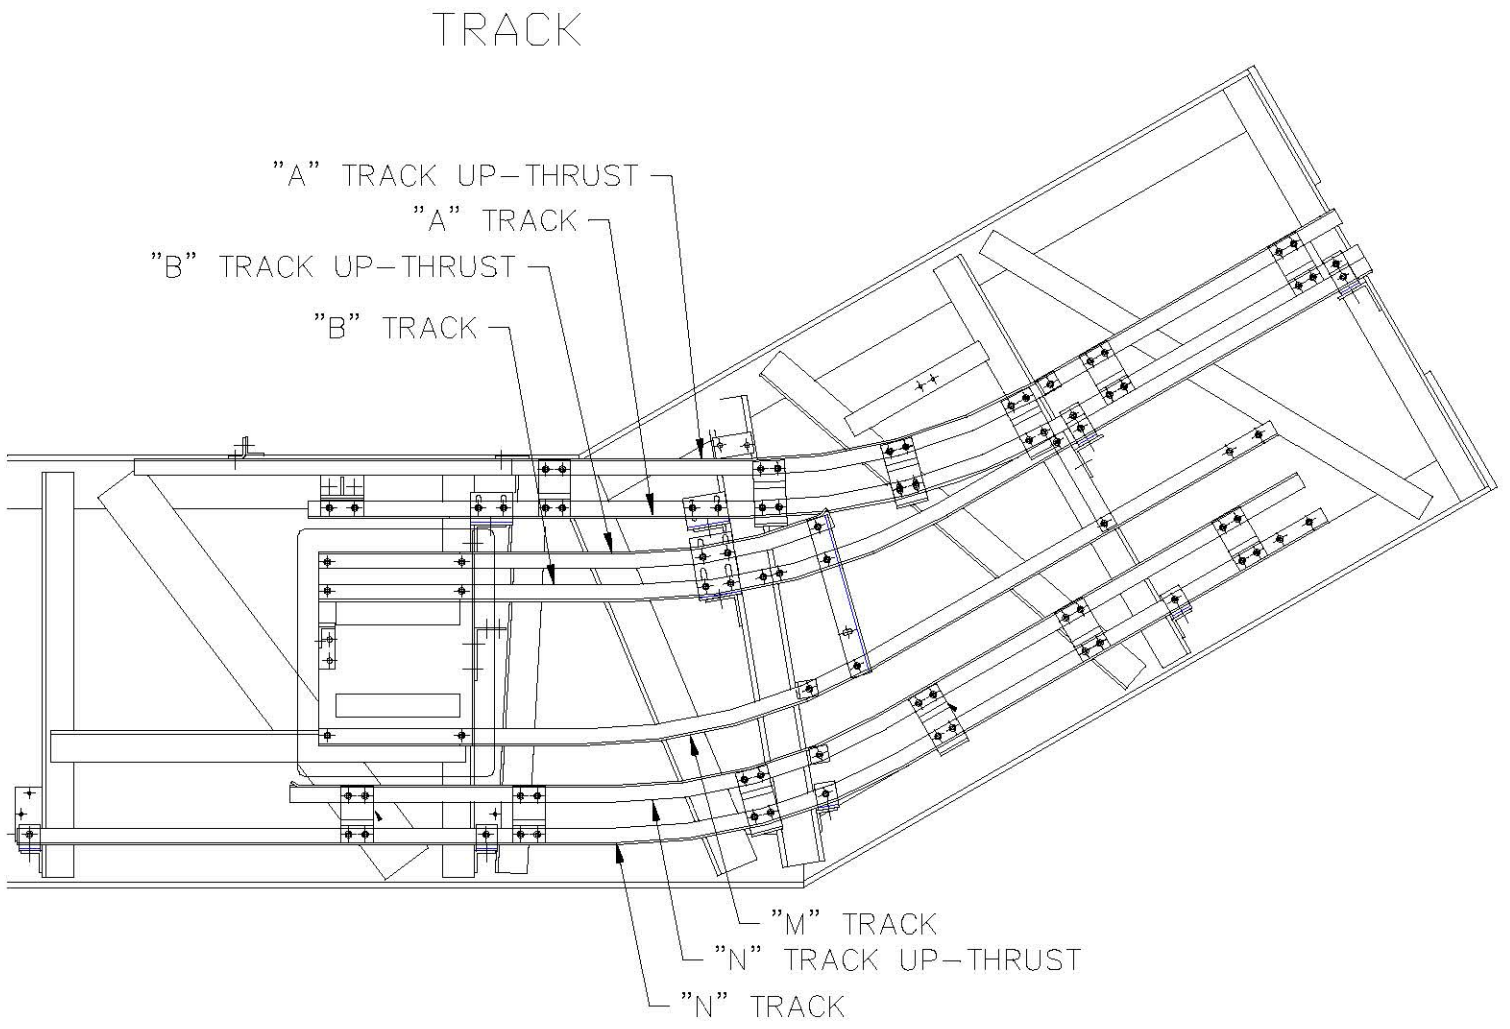 TRACK
"A" TRACK UP-THRUST
"A" TRACK
"B" TRACK UP-THRUST
"B" TRACK
"M" TRACK
"N" TRACK UP-THRUST
"N" TRACK